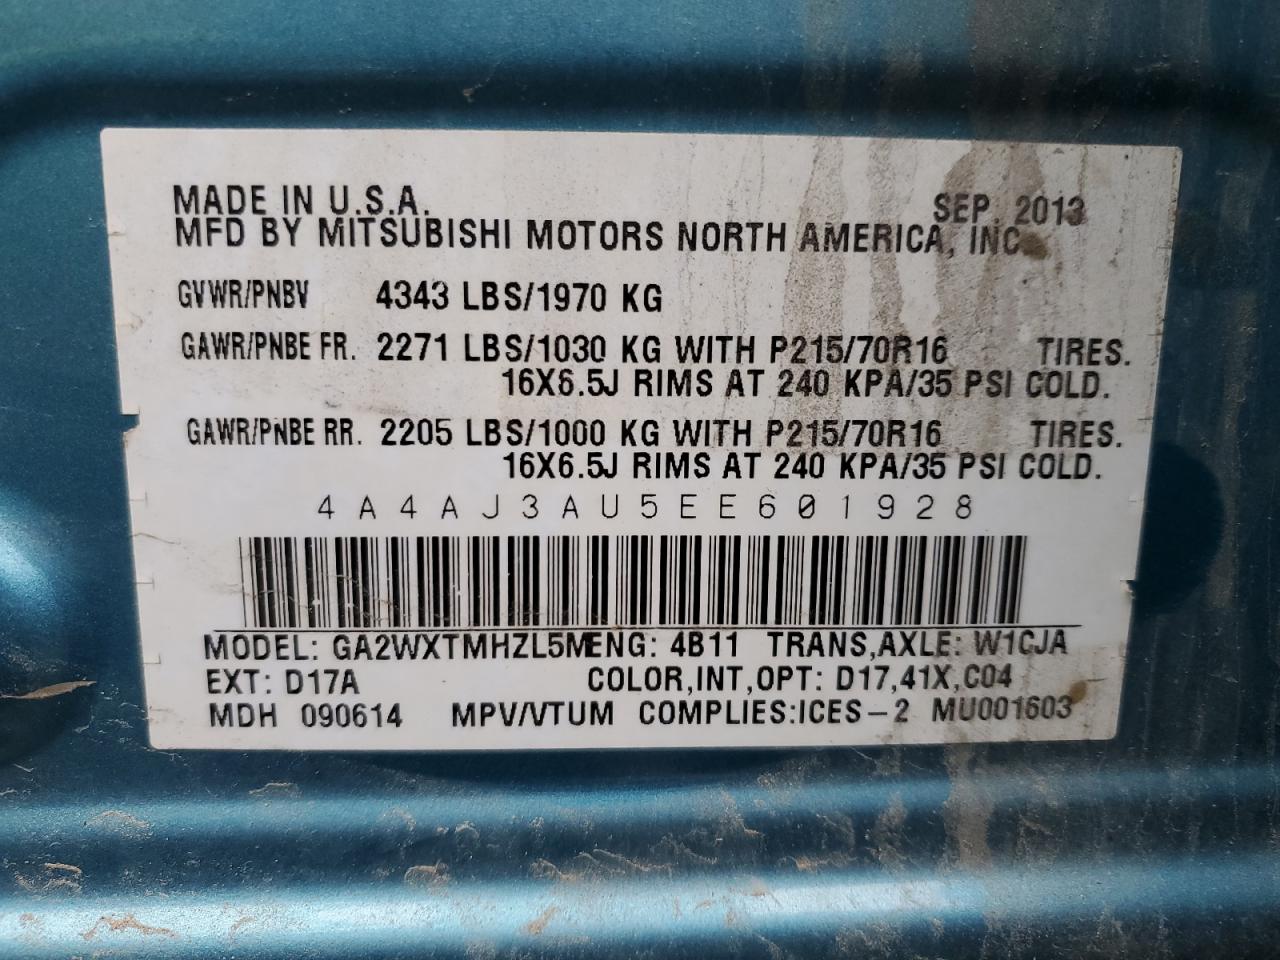 MADE IN U.S.A. SEP. 2013
MFD BY MITSUBISHI MOTORS NORTH AMERICA, INC.
GVWR/PNBV 4343 LBS/1970 KG
GAWR/PNBE FR. 2271 LBS/1030 KG WITH P215/70R16 TIRES.
16X6.5J RIMS AT 240 KPA/35 PSI COLD.
GAWR/PNBE RR. 2205 LBS/1000 KG WITH P215/70R16 TIRES.
16X6.5J RIMS AT 240 KPA/35 PSI COLD.
4A4AJ3AU5EE601928
MODEL: GA2WXTMHZL5M ENG: 4B11 TRANS,AXLE: W1CJA
EXT: D17A COLOR,INT,OPT: D17,41X,C04
MDH 090614 MPV/VTUM COMPLIES:ICES-2 MU001603